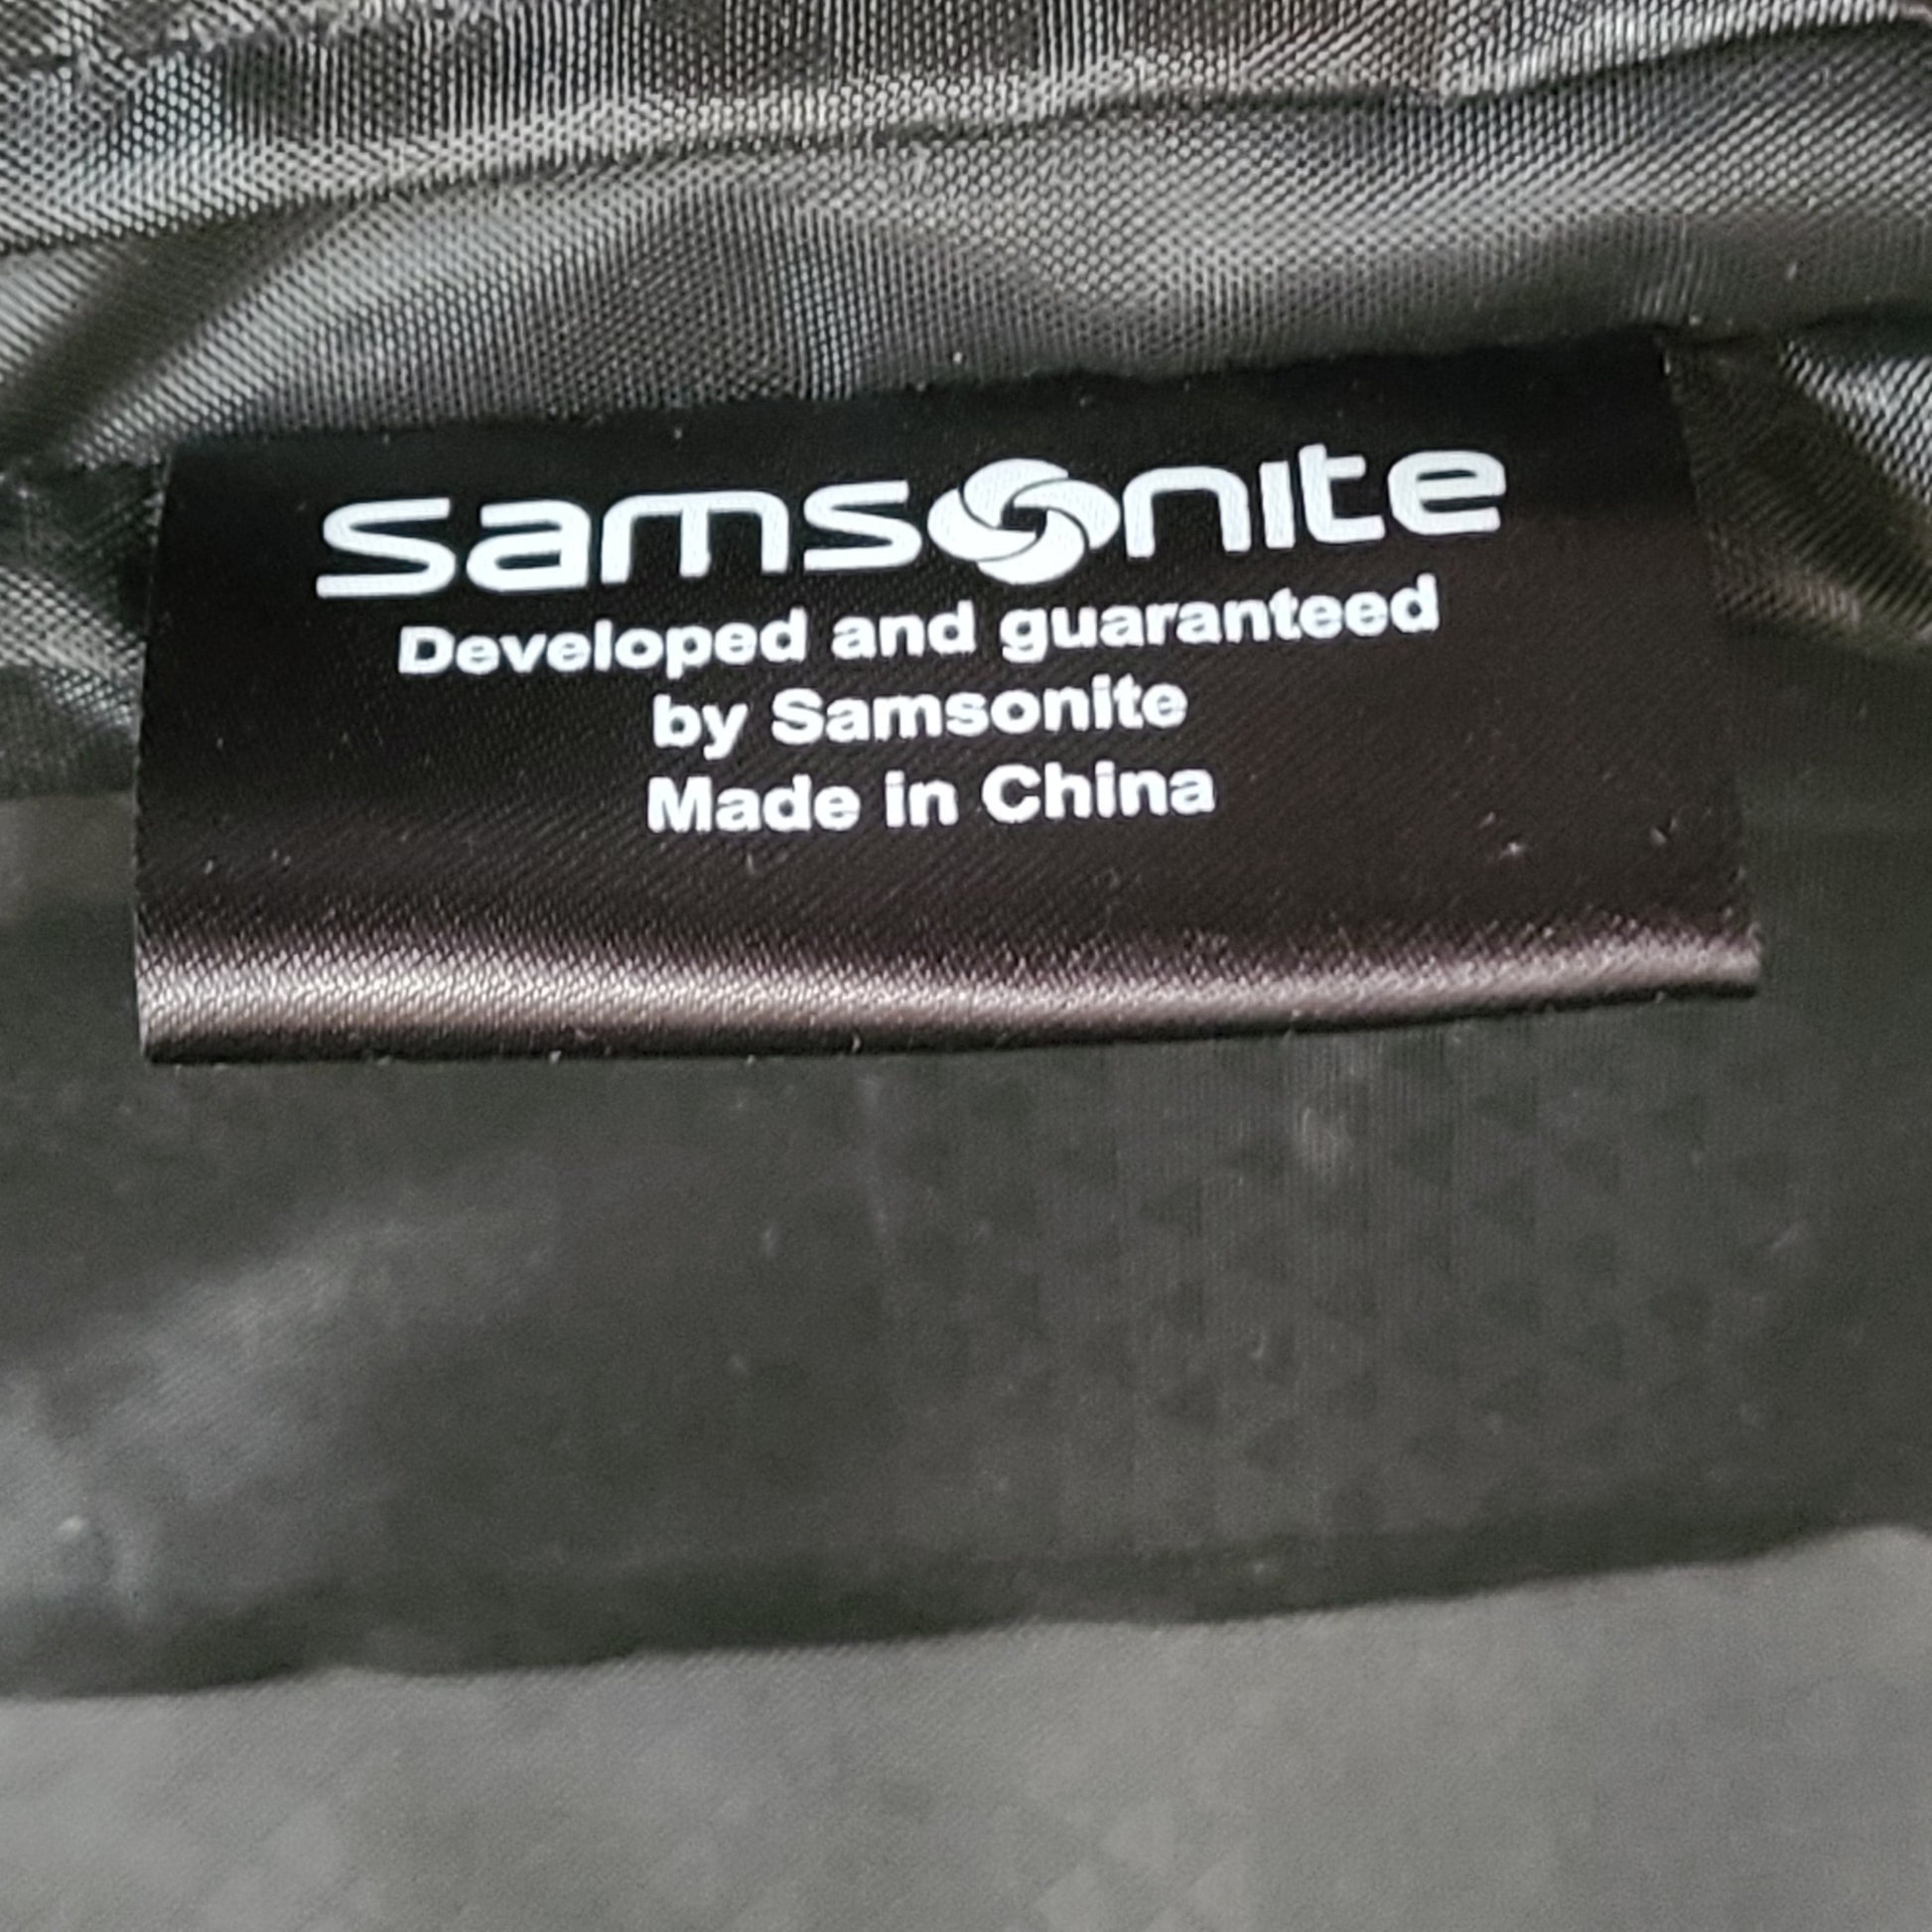 samsonite
Developed and guaranteed
by Samsonite
Made in China